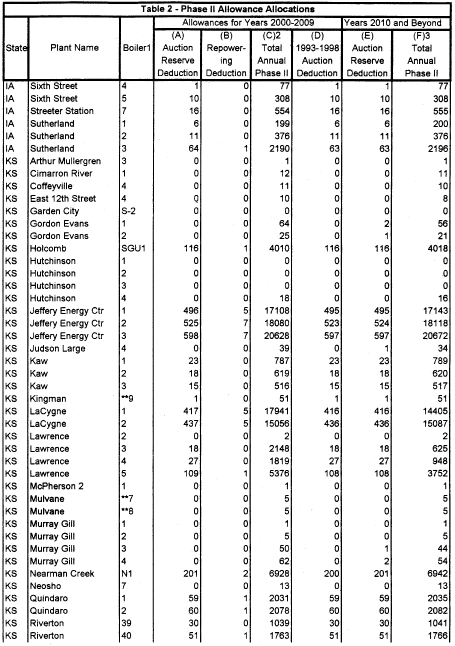 Table 2 - Phase II Allowance Allocations
Allowances for Years 2000-2009 Years 2010 and Beyond
(A) (B) (C)2 (D) (E) (F)3
Auction Repower- Total 1993-1998 Auction Total
State Plant Name Boiler1 Reserve ing Annual Auction Reserve Annual
Deduction Deduction Phase II Deduction Deduction Phase II
IA Sixth Street 4 1 0 77 1 1 77
IA Sixth Street 5 10 0 308 10 10 308
IA Streeter Station 7 16 0 554 16 16 555
IA Sutherland 1 6 0 199 6 6 200
IA Sutherland 2 11 0 376 11 11 376
IA Sutherland 3 64 1 2190 63 63 2196
KS Arthur Mullergren 3 0 0 1 0 0 1
KS Cimarron River 1 0 0 12 0 0 11
KS Coffeyville 4 0 0 11 0 0 11
KS East 12th Street 4 0 0 10 0 0 8
KS Garden City S-2 0 0 0 0 0 0
KS Gordon Evans 1 0 0 64 0 2 56
KS Gordon Evans 2 0 0 25 0 1 21
KS Holcomb SGU1 116 1 4010 116 116 4018
KS Hutchinson 1 0 0 0 0 0 0
KS Hutchinson 2 0 0 0 0 0 0
KS Hutchinson 3 0 0 0 0 0 0
KS Hutchinson 4 0 0 18 0 0 16
KS Jeffery Energy Ctr 1 496 5 17108 495 495 17143
KS Jeffery Energy Ctr 2 525 7 18080 523 524 18118
KS Jeffery Energy Ctr 3 598 7 20628 597 597 20672
KS Judson Large 4 0 0 39 0 1 34
KS Kaw 1 23 0 787 23 23 789
KS Kaw 2 18 0 619 18 18 620
KS Kaw 3 15 0 516 15 15 517
KS Kingman **9 1 0 51 1 1 51
KS LaCygne 1 417 5 17941 416 416 14405
KS LaCygne 2 437 5 15056 436 436 15087
KS Lawrence 2 0 0 2 0 0 2
KS Lawrence 3 18 0 2148 18 18 625
KS Lawrence 4 27 0 1819 27 27 948
KS Lawrence 5 109 1 5376 108 108 3752
KS McPherson 2 1 0 0 1 0 0 1
KS Mulvane **7 0 0 5 0 0 5
KS Mulvane **8 0 0 5 0 0 5
KS Murray Gill 1 0 0 1 0 0 1
KS Murray Gill 2 0 0 5 0 0 5
KS Murray Gill 3 0 0 50 0 1 44
KS Murray Gill 4 0 0 62 0 2 54
KS Nearman Creek N1 201 2 6928 200 201 6942
KS Neosho 7 0 0 13 0 0 13
KS Quindaro 1 59 1 2031 59 59 2035
KS Quindaro 2 60 1 2078 60 60 2082
KS Riverton 39 30 0 1039 30 30 1041
KS Riverton 40 51 1 1763 51 51 1766